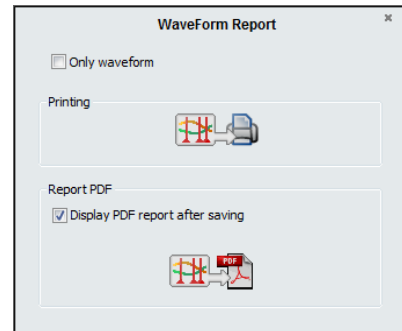 WaveForm Report
Only waveform
Printing
Report PDF
Display PDF report after saving
PDF